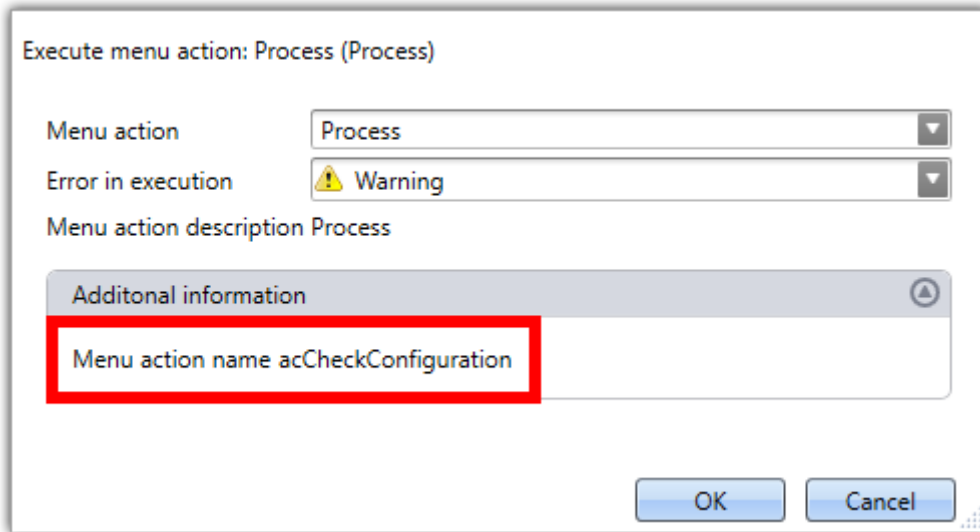 Execute menu action: Process (Process)
Menu action Process
Error in execution Warning
Menu action description Process
Additonal information
Menu action name acCheckConfiguration
OK Cancel